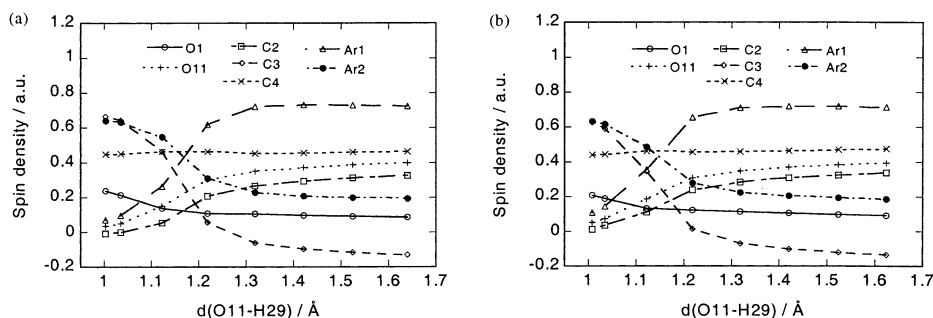 (a)
1.2
1
0.8
0.6
0.4
0.2
0
-0.2
Spin density / a.u.
O1
O11
C2
C3
C4
Ar1
Ar2
1 1.1 1.2 1.3 1.4 1.5 1.6 1.7
d(O11-H29) / Å
(b)
1.2
1
0.8
0.6
0.4
0.2
0
-0.2
Spin density / a.u.
O1
O11
C2
C3
C4
Ar1
Ar2
1 1.1 1.2 1.3 1.4 1.5 1.6 1.7
d(O11-H29) / Å